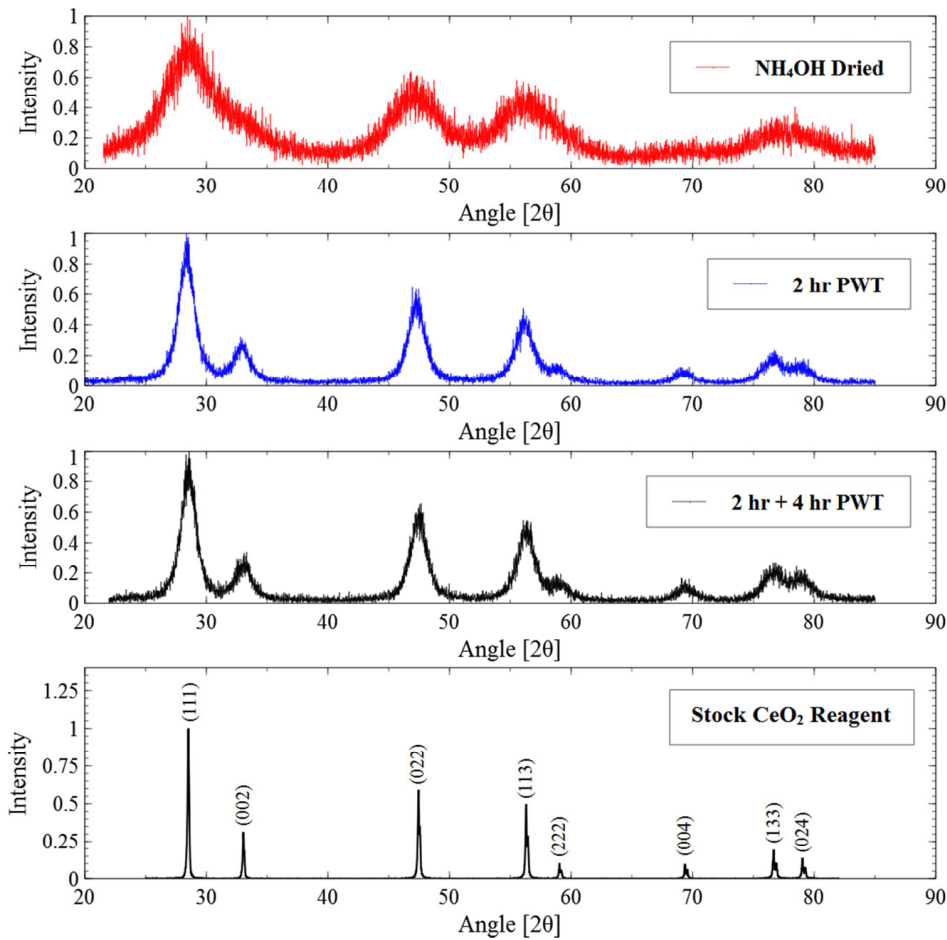 1
0.8
0.6
0.4
0.2
0
Intensity
NH₄OH Dried
20 30 40 50 60 70 80 90
Angle [2θ]
1
0.8
0.6
0.4
0.2
0
Intensity
2 hr PWT
20 30 40 50 60 70 80 90
Angle [2θ]
1
0.8
0.6
0.4
0.2
0
Intensity
2 hr + 4 hr PWT
20 30 40 50 60 70 80 90
Angle [2θ]
1.25
1
0.75
0.5
0.25
0
Intensity
Stock CeO₂ Reagent
(111)
(002)
(022)
(113)
(222)
(004)
(133)
(024)
20 30 40 50 60 70 80 90
Angle [2θ]